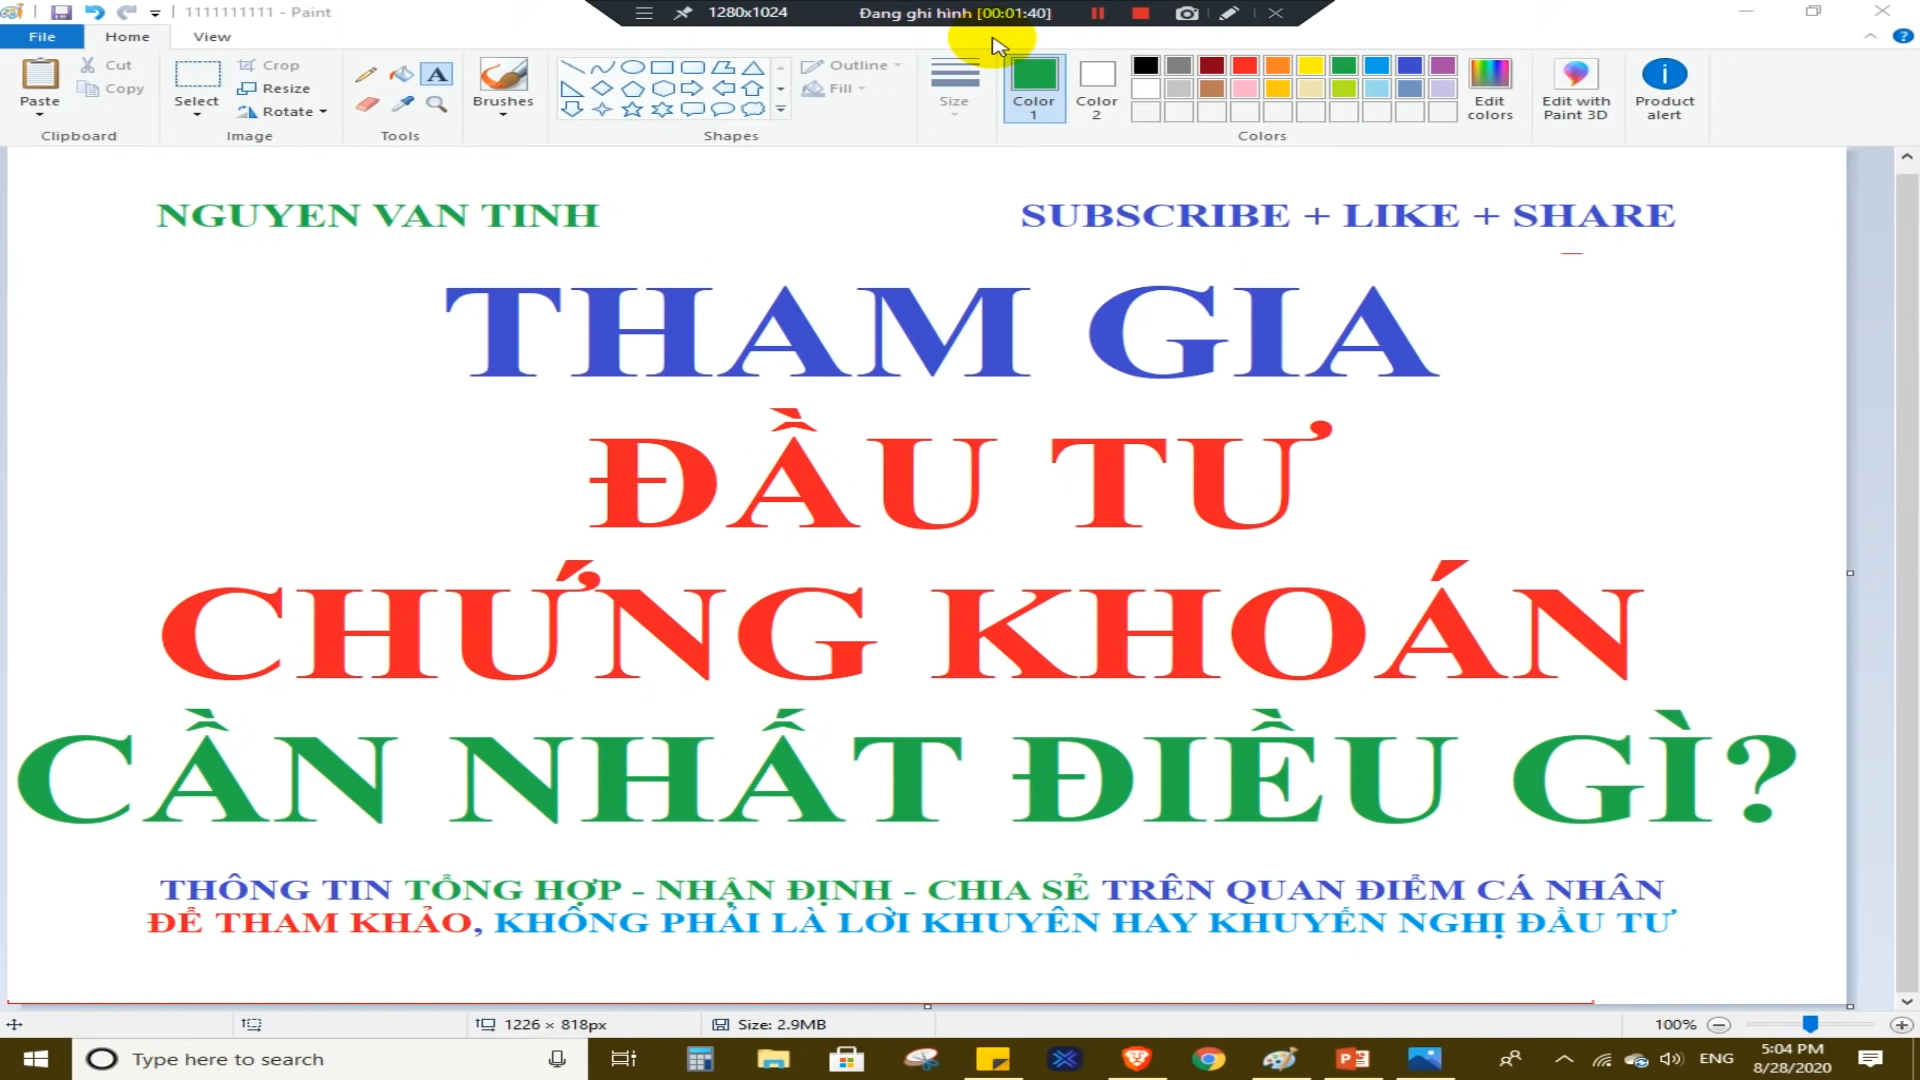 1111111111 - Paint
1280x1024
Đang ghi hình [00:01:40]
File
Home
View
Paste
Cut
Copy
Clipboard
Select
Crop
Resize
Rotate
Image
A
Tools
Brushes
Shapes
Outline
Fill
Size
Color 1
Color 2
Colors
Edit colors
Edit with Paint 3D
Product alert
NGUYEN VAN TINH
SUBSCRIBE + LIKE + SHARE
THAM GIA
ĐẦU TƯ
CHỨNG KHOÁN
CẦN NHẤT ĐIỀU GÌ?
THÔNG TIN TỔNG HỢP - NHẬN ĐỊNH - CHIA SẺ TRÊN QUAN ĐIỂM CÁ NHÂN
ĐỂ THAM KHẢO, KHÔNG PHẢI LÀ LỜI KHUYÊN HAY KHUYẾN NGHỊ ĐẦU TƯ
1226 × 818px
Size: 2.9MB
100%
Type here to search
ENG
5:04 PM
8/28/2020